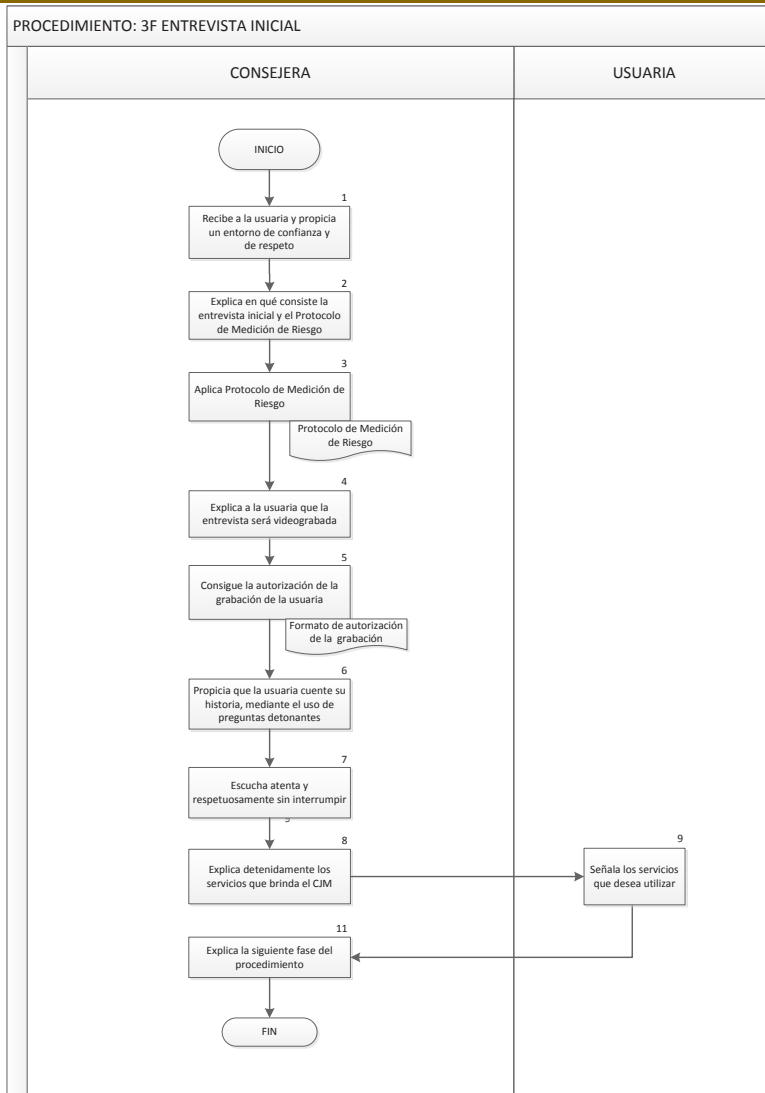 PROCEDIMIENTO: 3F ENTREVISTA INICIAL
CONSEJERA
USUARIA
INICIO
1
Recibe a la usuaria y propicia
un entorno de confianza y
de respeto
2
Explica en qué consiste la
entrevista inicial y el Protocolo
de Medición de Riesgo
3
Aplica Protocolo de Medición de
Riesgo
Protocolo de Medición
de Riesgo
4
Explica a la usuaria que la
entrevista será videograbada
5
Consigue la autorización de la
grabación de la usuaria
Formato de autorización
de la grabación
6
Propicia que la usuaria cuente su
historia, mediante el uso de
preguntas detonantes
7
Escucha atenta y
respetuosamente sin interrumpir
8
Explica detenidamente los
servicios que brinda el CJM
9
Señala los servicios
que desea utilizar
11
Explica la siguiente fase del
procedimiento
FIN